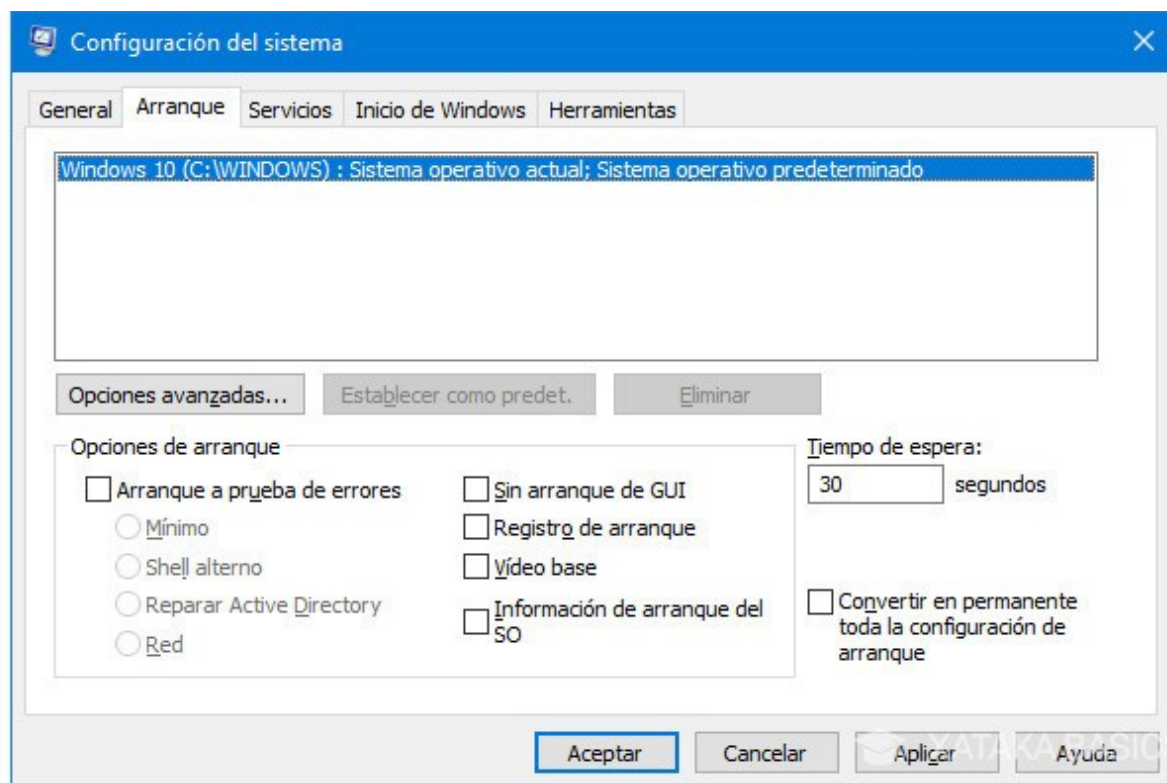 Configuración del sistema
General Arranque Servicios Inicio de Windows Herramientas
Windows 10 (C:\WINDOWS) : Sistema operativo actual; Sistema operativo predeterminado
Opciones avanzadas... Establecer como predet. Eliminar
Opciones de arranque
Arranque a prueba de errores
Mínimo
Shell alterno
Reparar Active Directory
Red
Sin arranque de GUI
Registro de arranque
Vídeo base
Información de arranque del
SO
Tiempo de espera:
30 segundos
Convertir en permanente
toda la configuración de
arranque
Aceptar Cancelar Aplicar Ayuda
XATAKA BASIC